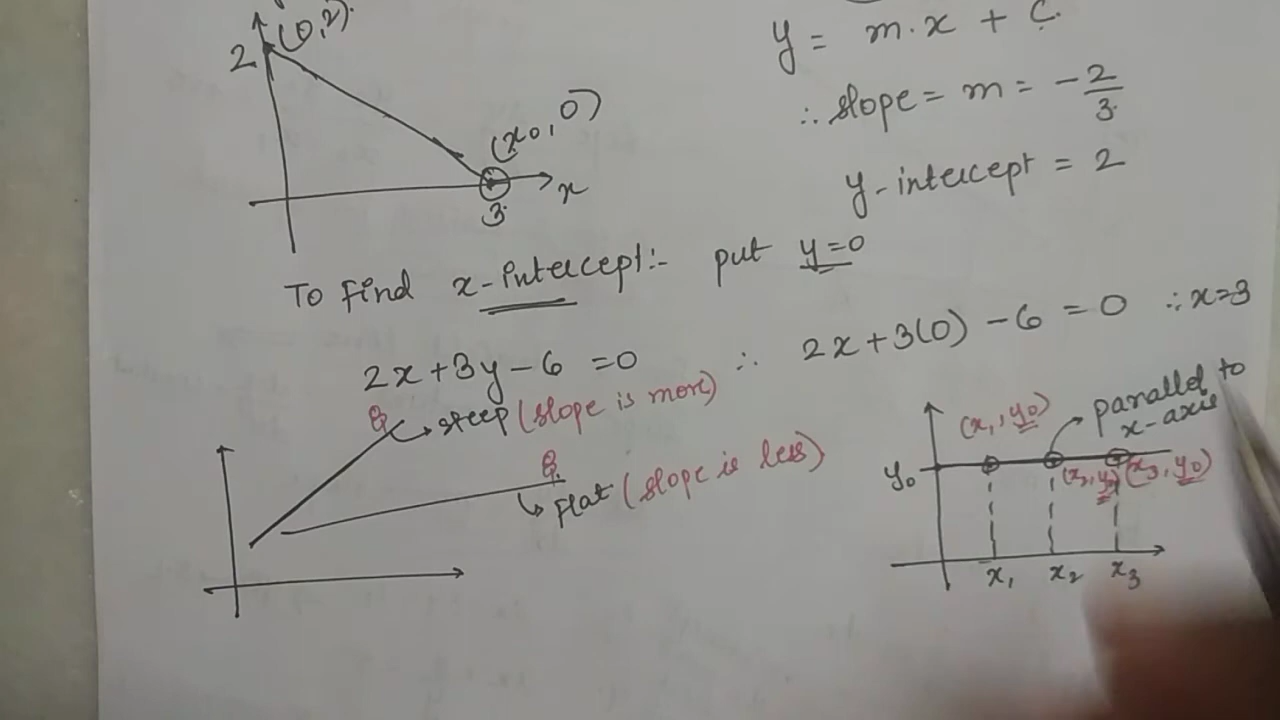 (0,2).
2
(x0, 0)
x
3.
y = m.x + C.
∴ slope = m = -2/3.
y-intercept = 2
To Find x-intercept:- put y=0
2x+3y-6 =0 ∴ 2x+3(0) -6 =0 ∴ x=3
steep (slope is more)
Flat (slope is less)
(x1, y0)
parallel to
x-axis
y0
(x3, y0)
x1 x2 x3